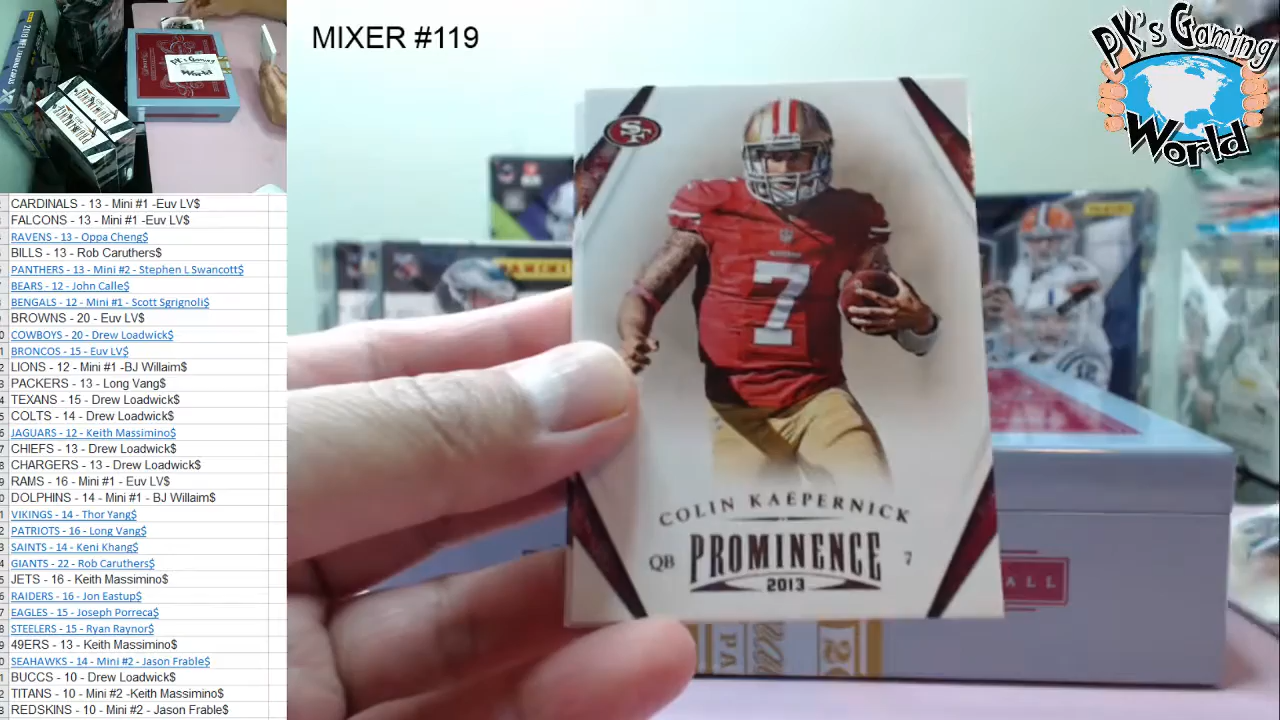 MIXER #119
PK's Gaming
World
CARDINALS - 13 - Mini #1 -Euv LV$
FALCONS - 13 - Mini #1 -Euv LV$
RAVENS - 13 - Oppa Cheng$
BILLS - 13 - Rob Caruthers$
PANTHERS - 13 - Mini #2 - Stephen L Swancott$
BEARS - 12 - John Calle$
BENGALS - 12 - Mini #1 - Scott Sgrignoli$
BROWNS - 20 - Euv LV$
COWBOYS - 20 - Drew Loadwick$
BRONCOS - 15 - Euv LV$
LIONS - 12 - Mini #1 -BJ Willaim$
PACKERS - 13 - Long Vang$
TEXANS - 15 - Drew Loadwick$
COLTS - 14 - Drew Loadwick$
JAGUARS - 12 - Keith Massimino$
CHIEFS - 13 - Drew Loadwick$
CHARGERS - 13 - Drew Loadwick$
RAMS - 16 - Mini #1 - Euv LV$
DOLPHINS - 14 - Mini #1 - BJ Willaim$
VIKINGS - 14 - Thor Yang$
PATRIOTS - 16 - Long Vang$
SAINTS - 14 - Keni Khang$
GIANTS - 22 - Rob Caruthers$
JETS - 16 - Keith Massimino$
RAIDERS - 16 - Jon Eastup$
EAGLES - 15 - Joseph Porreca$
STEELERS - 15 - Ryan Raynor$
49ERS - 13 - Keith Massimino$
SEAHAWKS - 14 - Mini #2 - Jason Frable$
BUCCS - 10 - Drew Loadwick$
TITANS - 10 - Mini #2 -Keith Massimino$
REDSKINS - 10 - Mini #2 - Jason Frable$
SF
7
COLIN KAEPERNICK
QB PROMINENCE 7
2013
PANINI